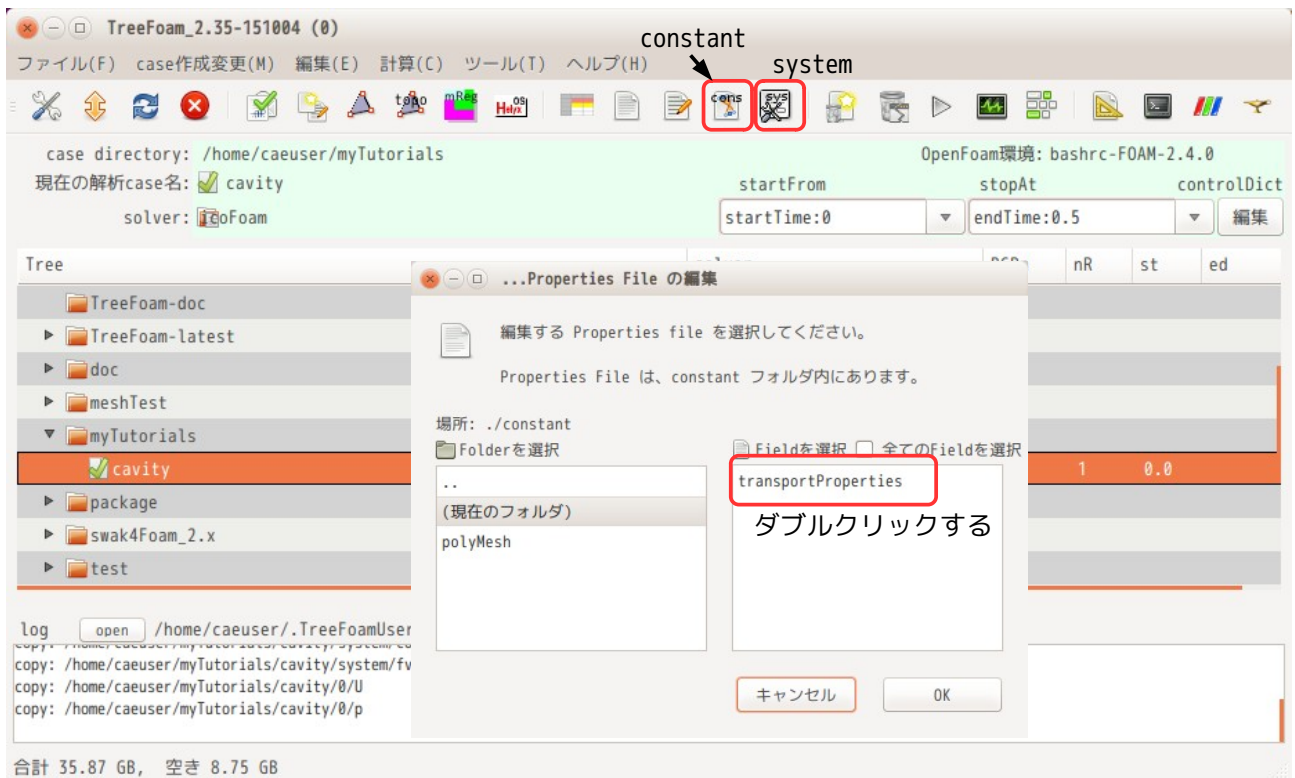 TreeFoam_2.35-151004 (0)
constant
system
ファイル(F) case作成変更(M) 編集(E) 計算(C) ツール(T) ヘルプ(H)
topo mReg Helyx OS cons sys
case directory: /home/caeuser/myTutorials OpenFoam環境: bashrc-FOAM-2.4.0
現在の解析case名: cavity startFrom stopAt controlDict
solver: icoFoam startTime:0 endTime:0.5 編集
Tree nR st ed
...Properties File の編集
TreeFoam-doc
編集する Properties file を選択してください。
TreeFoam-latest
doc
Properties File は、constant フォルダ内にあります。
meshTest
場所: ./constant
myTutorials
Folderを選択 Fieldを選択 全てのFieldを選択
cavity 1 0.0
.. transportProperties
package
(現在のフォルダ) ダブルクリックする
swak4Foam_2.x
polyMesh
test
log open /home/caeuser/.TreeFoamUser
copy: /home/caeuser/myTutorials/cavity/system/fv
copy: /home/caeuser/myTutorials/cavity/0/U
copy: /home/caeuser/myTutorials/cavity/0/p
キャンセル OK
合計 35.87 GB, 空き 8.75 GB